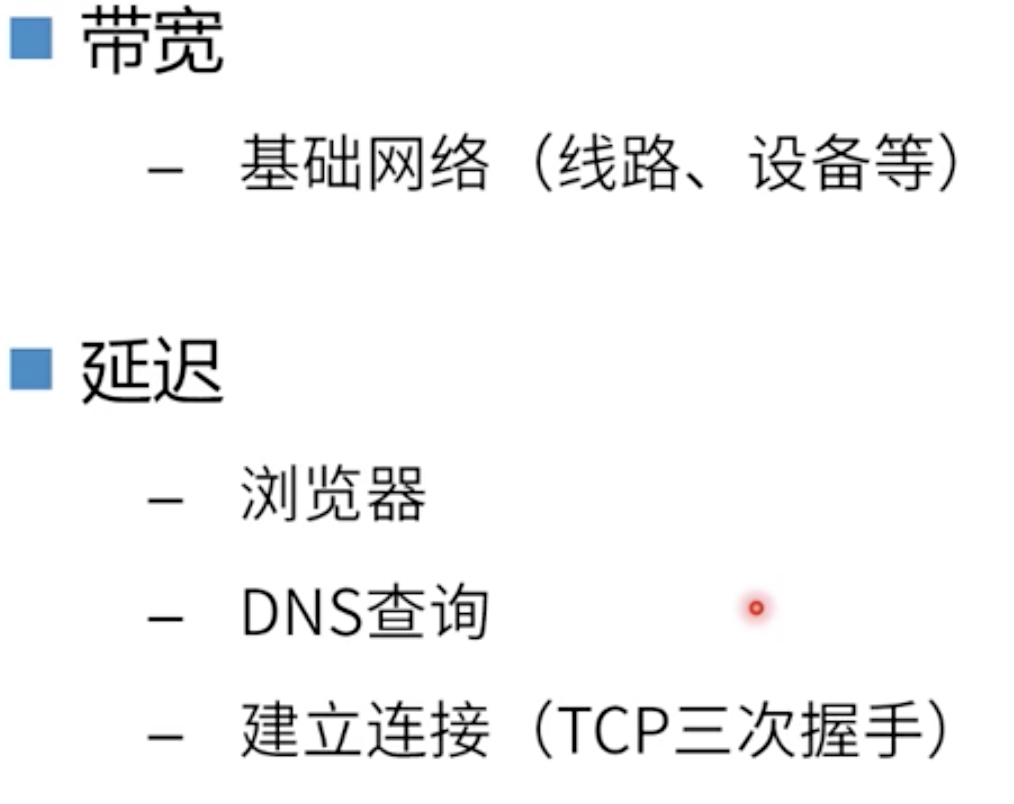 带宽
– 基础网络（线路、设备等）
延迟
– 浏览器
– DNS查询
– 建立连接（TCP三次握手）